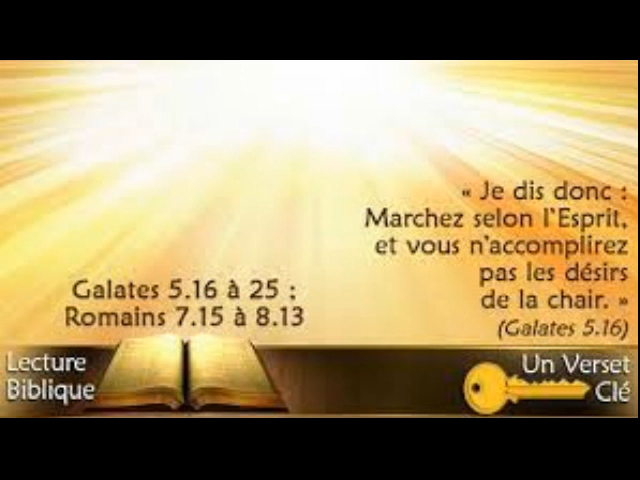 « Je dis donc :
Marchez selon l'Esprit,
et vous n'accomplirez
pas les désirs
de la chair. »
(Galates 5.16)
Galates 5.16 à 25 ;
Romains 7.15 à 8.13
Lecture
Biblique
Un Verset
Clé